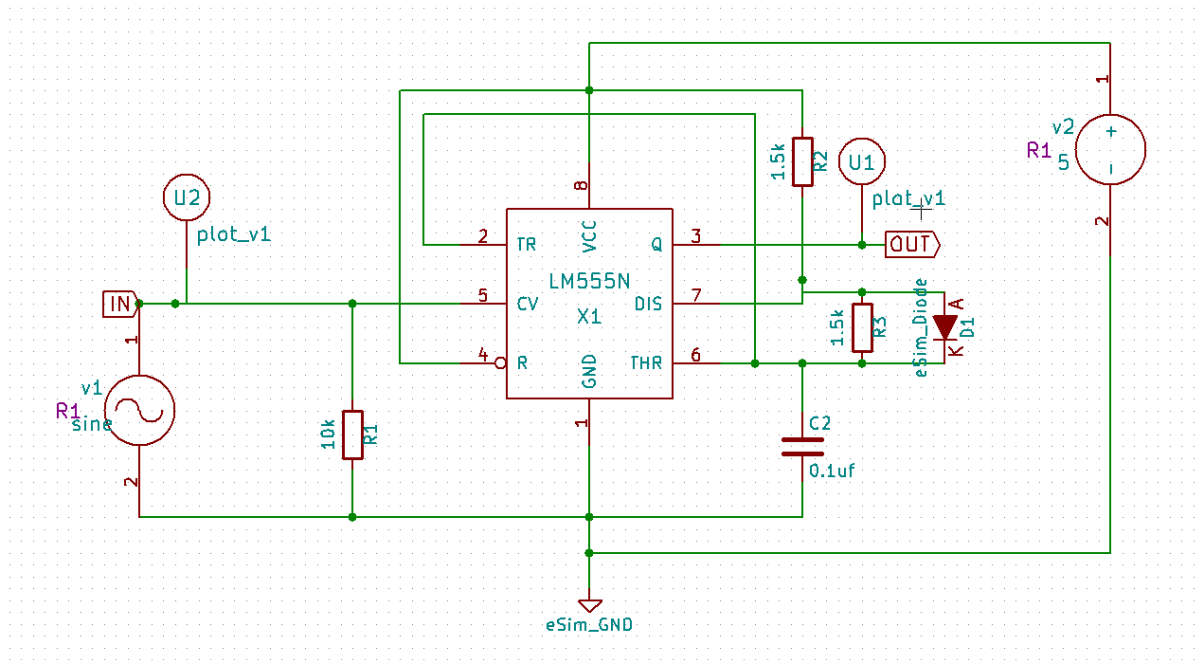 1
v2
R1
+
5
-
2
1.5k
R2
U1
plot_v1
U2
plot_v1
8
VCC
2
TR
Q
3
OUT
LM555N
IN
5
CV
DIS
7
X1
4
R
GND
THR
6
1
1.5k
R3
eSim_Diode
A
K
D1
1
v1
R1
sine
2
10k
R1
C2
0.1uf
eSim_GND